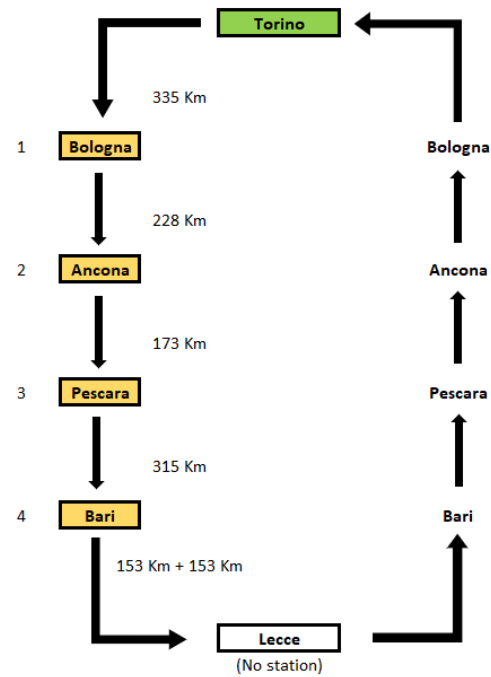 Torino
335 Km
1 Bologna Bologna
228 Km
2 Ancona Ancona
173 Km
3 Pescara Pescara
315 Km
4 Bari Bari
153 Km + 153 Km
Lecce
(No station)